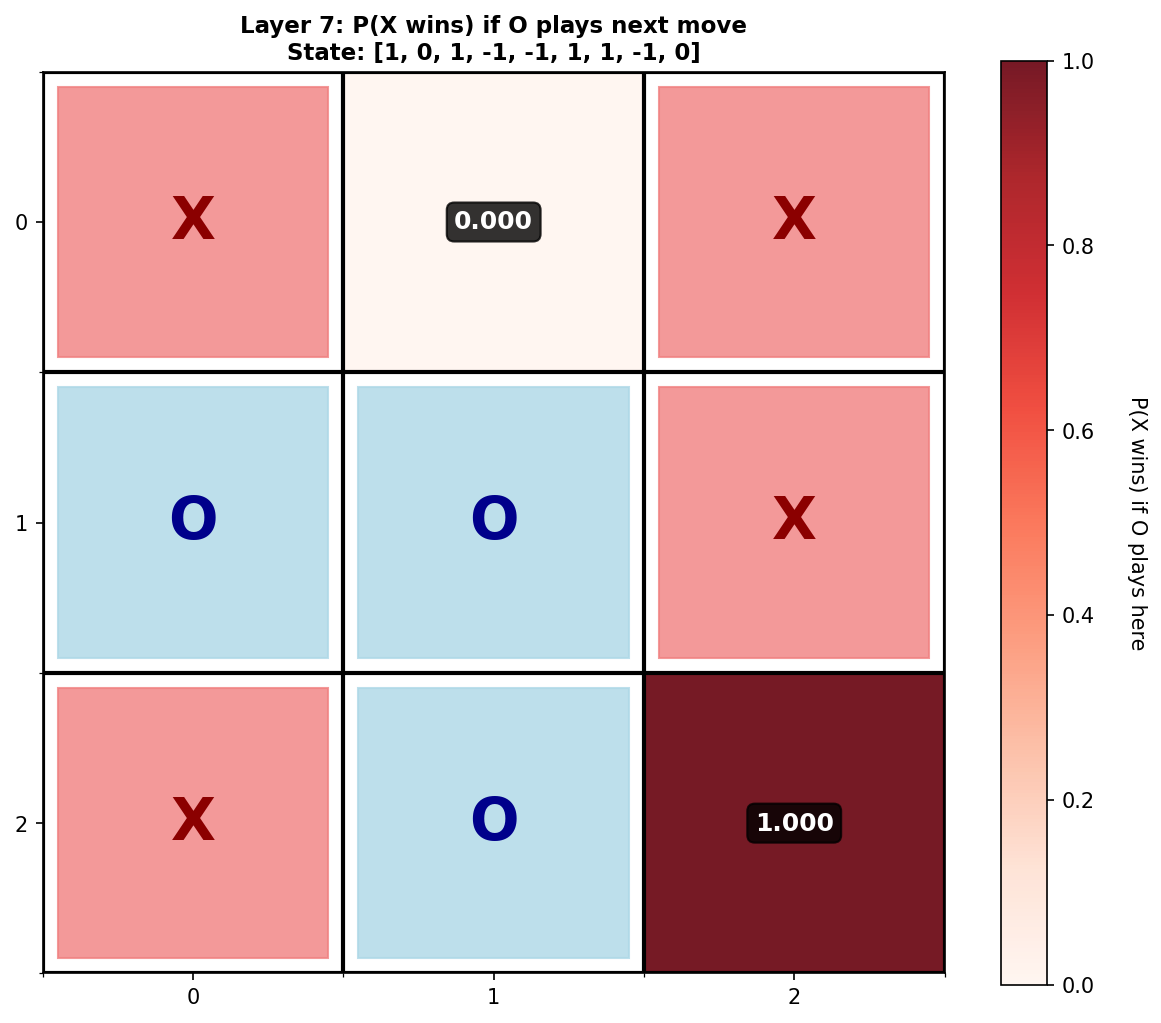 Layer 7: P(X wins) if O plays next move
State: [1, 0, 1, -1, -1, 1, 1, -1, 0]
0
X
0.000
X
1
O
O
X
2
X
O
1.000
0
1
2
1.0
0.8
0.6
0.4
0.2
0.0
P(X wins) if O plays here